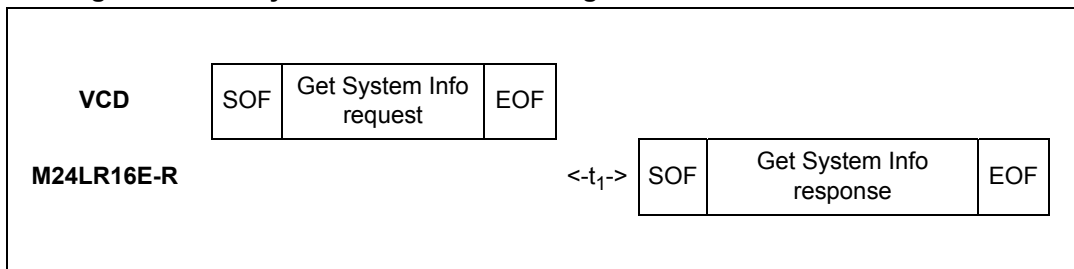 VCD SOF Get System Info request EOF
M24LR16E-R <-t1-> SOF Get System Info response EOF